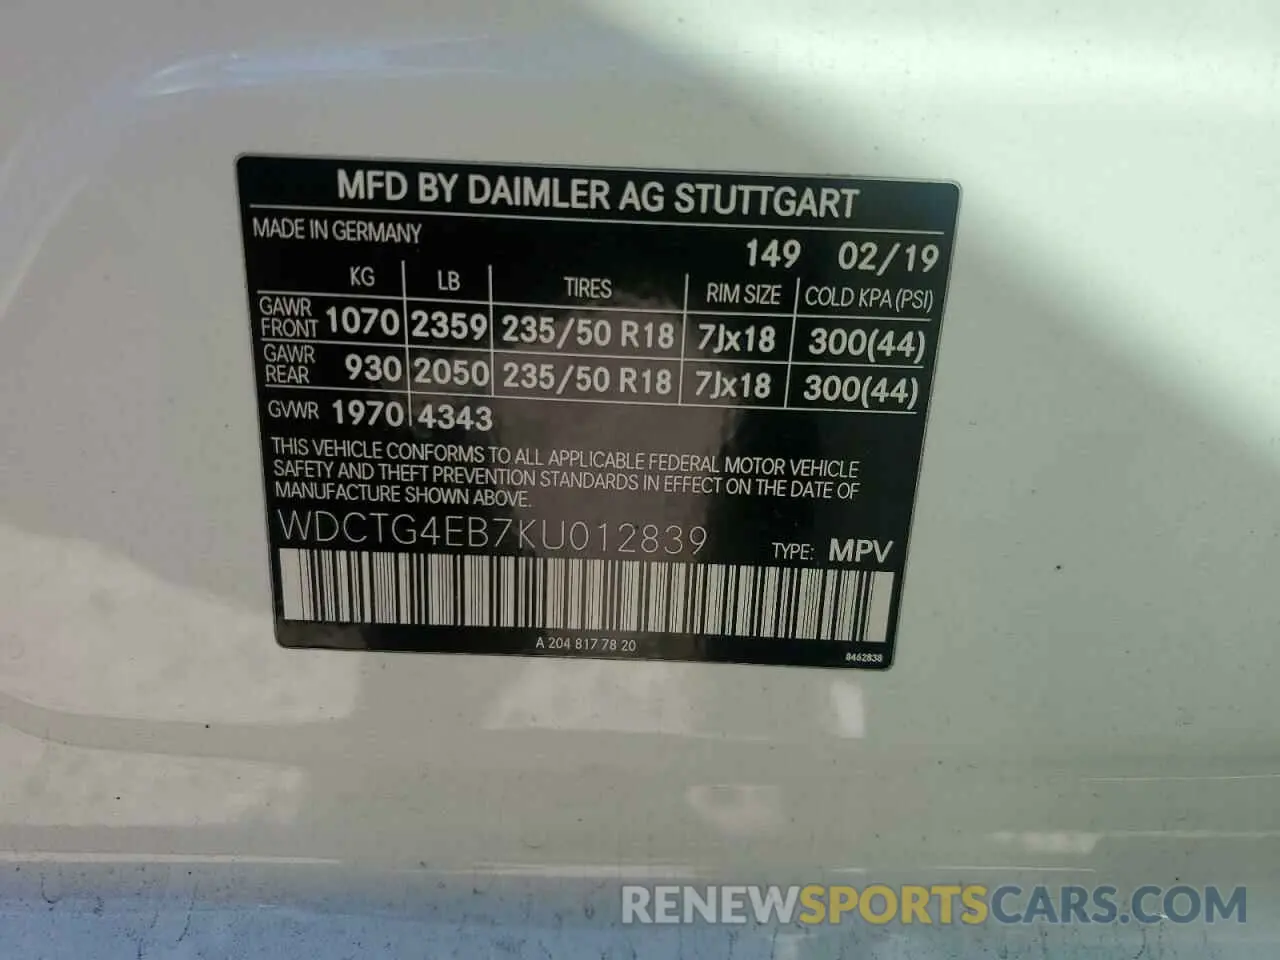 MFD BY DAIMLER AG STUTTGART
MADE IN GERMANY
149 02/19
KG LB TIRES RIM SIZE COLD KPA (PSI)
GAWR FRONT 1070 2359 235/50 R18 7Jx18 300(44)
GAWR REAR 930 2050 235/50 R18 7Jx18 300(44)
GVWR 1970 4343
THIS VEHICLE CONFORMS TO ALL APPLICABLE FEDERAL MOTOR VEHICLE
SAFETY AND THEFT PREVENTION STANDARDS IN EFFECT ON THE DATE OF
MANUFACTURE SHOWN ABOVE.
WDCTG4EB7KU012839 TYPE: MPV
A 204 817 78 20
8462838
RENEWSPORTSCARS.COM